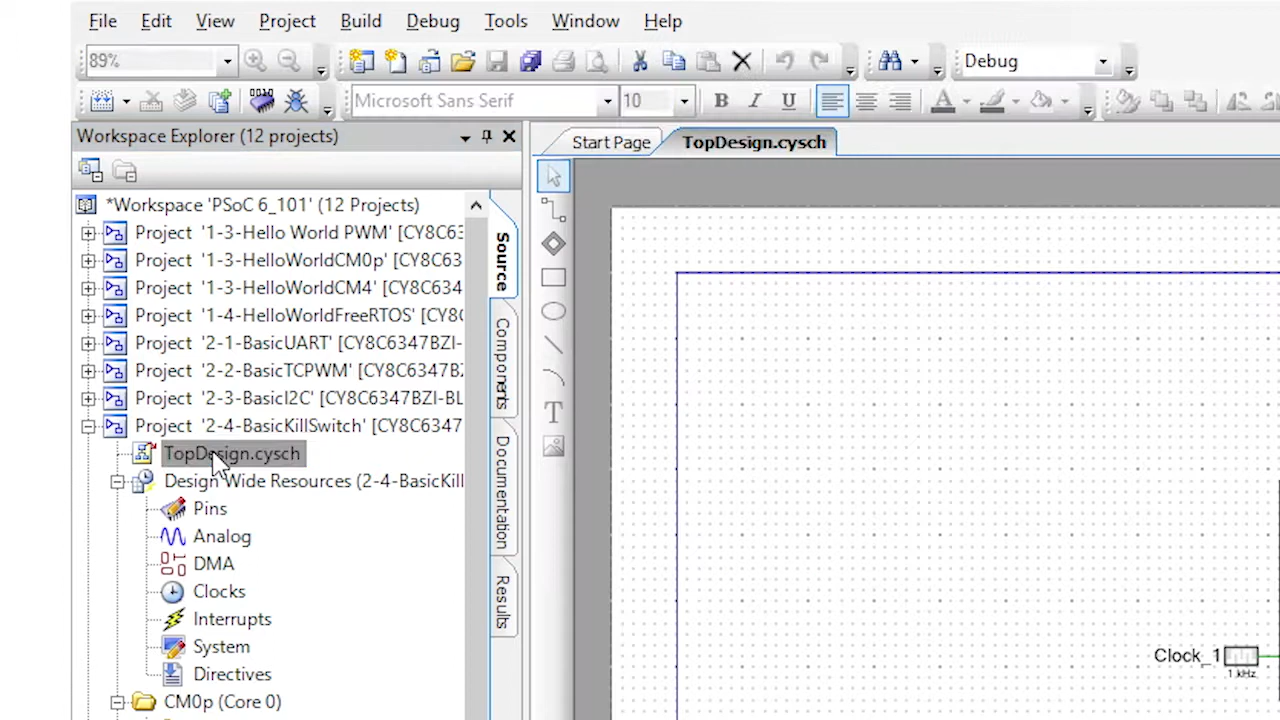 File Edit View Project Build Debug Tools Window Help
89% Debug
Microsoft Sans Serif 10 B I U A
Workspace Explorer (12 projects)
Start Page TopDesign.cysch
*Workspace 'PSoC 6_101' (12 Projects)
Project '1-3-Hello World PWM' [CY8C63
Project '1-3-HelloWorldCM0p' [CY8C63
Project '1-3-HelloWorldCM4' [CY8C634
Project '1-4-HelloWorldFreeRTOS' [CY8C
Project '2-1-BasicUART' [CY8C6347BZI-
Project '2-2-BasicTCPWM' [CY8C6347BZ
Project '2-3-BasicI2C' [CY8C6347BZI-BL
Project '2-4-BasicKillSwitch' [CY8C6347
TopDesign.cysch
Design Wide Resources (2-4-BasicKill
Pins
Analog
DMA
Clocks
Interrupts
System
Directives
CM0p (Core 0)
Source
Components
Documentation
Results
T
Clock_1
1 kHz